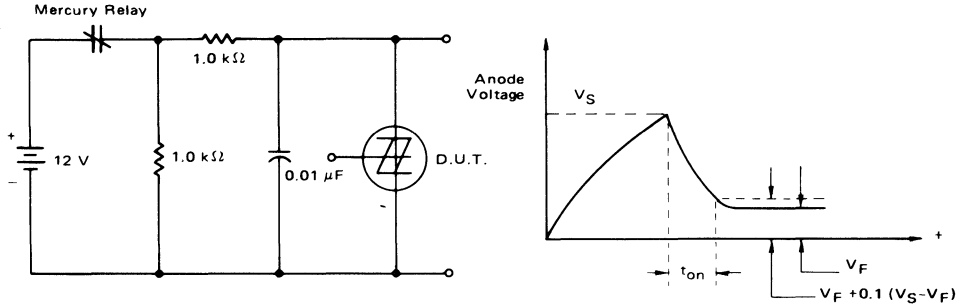 Mercury Relay
1.0 kΩ
+
12 V
–
1.0 kΩ
0.01 μF
D.U.T.
-
Anode
Voltage
VS
+
ton
VF
VF +0.1 (VS–VF)